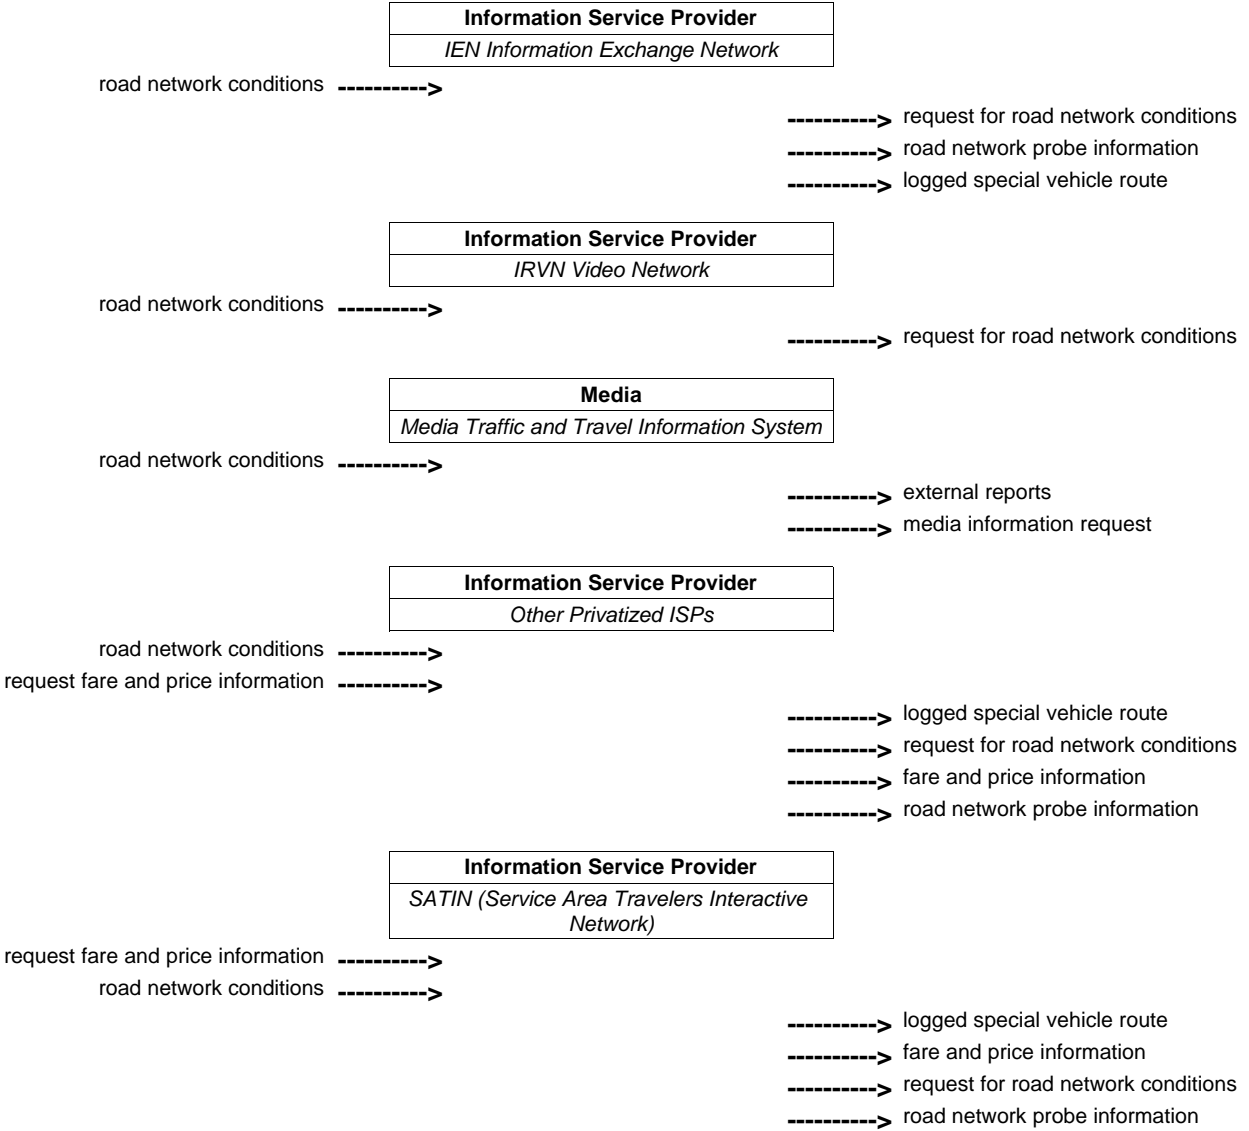 Information Service Provider
IEN Information Exchange Network
road network conditions ---------->
----------> request for road network conditions
----------> road network probe information
----------> logged special vehicle route
Information Service Provider
IRVN Video Network
road network conditions ---------->
----------> request for road network conditions
Media
Media Traffic and Travel Information System
road network conditions ---------->
----------> external reports
----------> media information request
Information Service Provider
Other Privatized ISPs
road network conditions ---------->
request fare and price information ---------->
----------> logged special vehicle route
----------> request for road network conditions
----------> fare and price information
----------> road network probe information
Information Service Provider
SATIN (Service Area Travelers Interactive
Network)
request fare and price information ---------->
road network conditions ---------->
----------> logged special vehicle route
----------> fare and price information
----------> request for road network conditions
----------> road network probe information